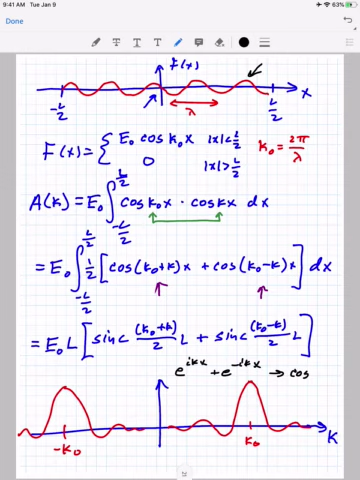 9:41 AM Tue Jan 9
Done
F(x)
-L/2 λ L/2 x
F(x) = { E₀ cos k₀x |x|<L/2
0 |x|>L/2
k₀ = 2π/λ
A(k) = E₀ ∫_{-L/2}^{L/2} cos k₀x · cos kx dx
= E₀ ∫_{-L/2}^{L/2} 1/2 [cos(k₀+k)x + cos(k₀-k)x] dx
= E₀ L [sinc (k₀+k)/2 L + sinc (k₀-k)/2 L]
e^{ikx} + e^{-ikx} → cos
-k₀ k₀ k